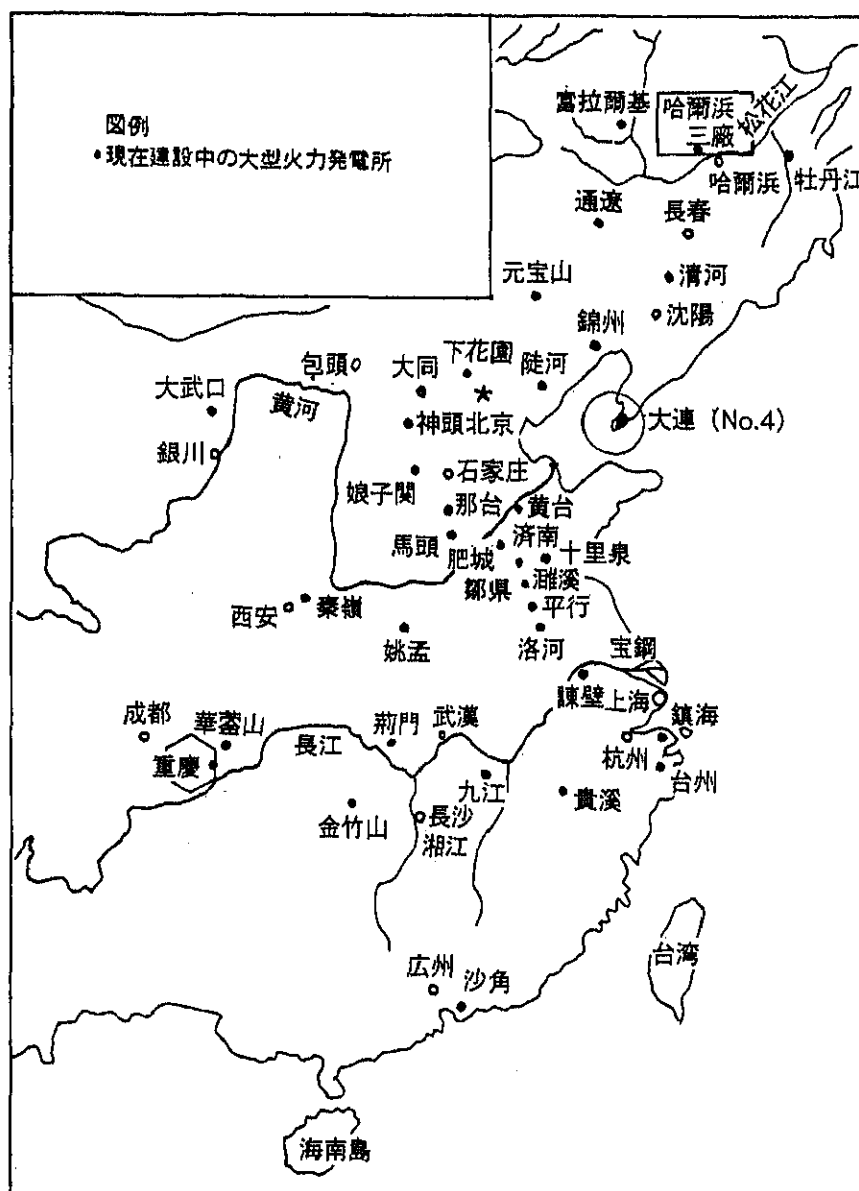 図例
•現在建設中の大型火力発電所
富拉爾基
哈爾浜
三廠
松花江
哈爾浜
牡丹江
通遼
長春
清河
元宝山
沈陽
錦州
下花園
陡河
包頭
大同
大武口
黄河
大連 (No.4)
神頭北京
銀川
石家庄
娘子関
那台
黄台
馬頭
済南
肥城
十里泉
濉溪
鄒県
西安
秦嶺
平行
姚孟
洛河
宝鋼
諫壁
上海
成都
華蓥山
荊門
武漢
鎮海
長江
杭州
重慶
台州
九江
貴溪
金竹山
長沙
湘江
広州
沙角
台湾
海南島